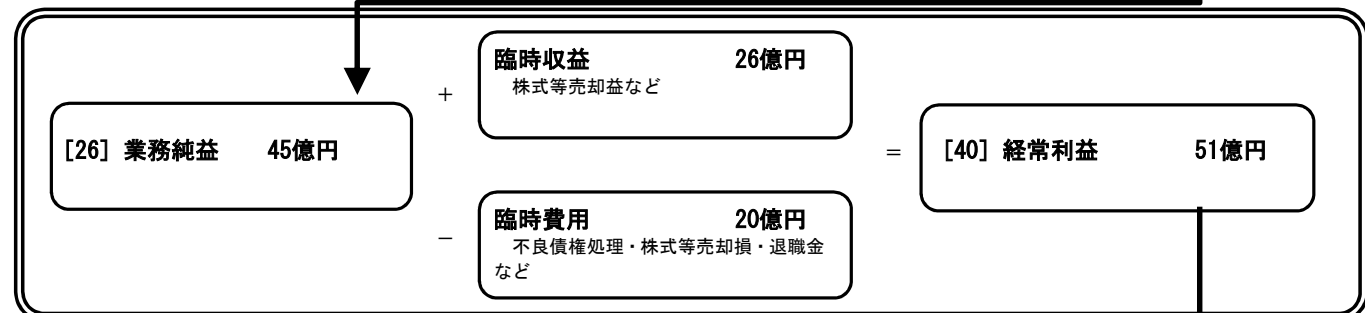 [26] 業務純益 45億円
+
臨時収益 26億円
株式等売却益など
−
臨時費用 20億円
不良債権処理・株式等売却損・退職金
など
=
[40] 経常利益 51億円